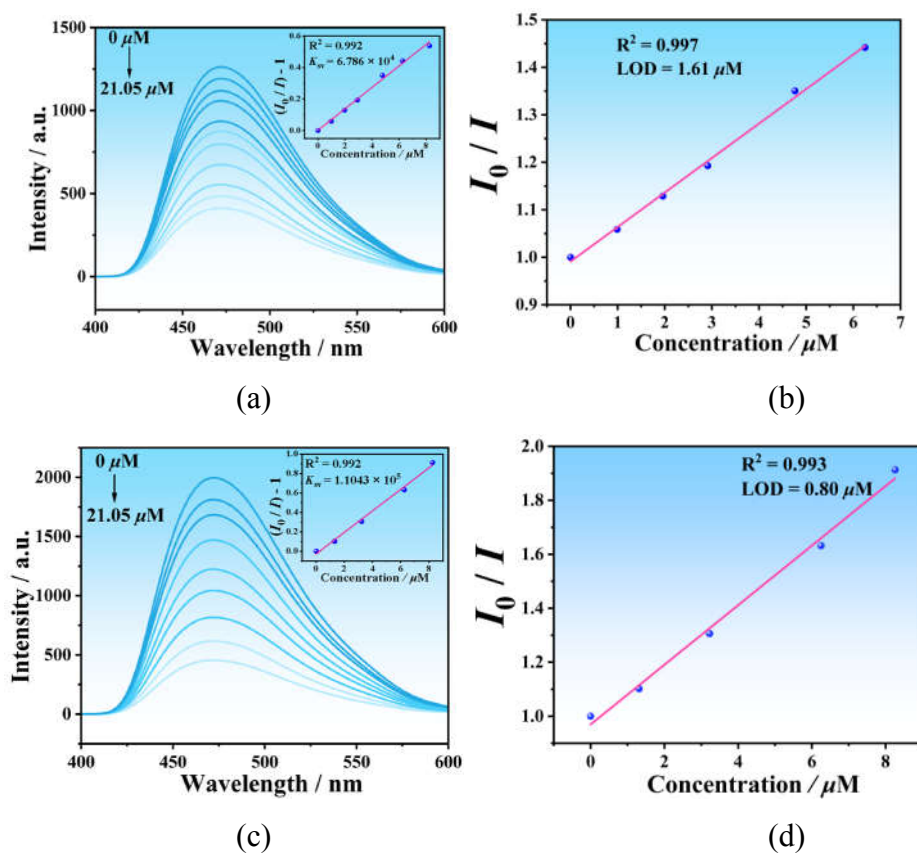 1500
1000
500
0
400
450
500
550
600
Intensity / a.u.
Wavelength / nm
0 μM
21.05 μM
R² = 0.992
Ksv = 6.786 × 10⁴
0.6
0.4
0.2
0.0
0 2 4 6 8
(I₀ / I) - 1
Concentration / μM
(a)
R² = 0.997
LOD = 1.61 μM
1.5
1.4
1.3
1.2
1.1
1.0
0.9
0 1 2 3 4 5 6 7
I₀ / I
Concentration / μM
(b)
2000
1750
1500
1250
1000
750
500
250
0
400 450 500 550 600
Intensity / a.u.
Wavelength / nm
0 μM
21.05 μM
R² = 0.992
Ksv = 1.1043 × 10⁵
1.0
0.8
0.6
0.4
0.2
0.0
0 2 4 6 8
(I₀ / I) - 1
Concentration / μM
(c)
R² = 0.993
LOD = 0.80 μM
2.0
1.8
1.6
1.4
1.2
1.0
0 2 4 6 8
I₀ / I
Concentration / μM
(d)